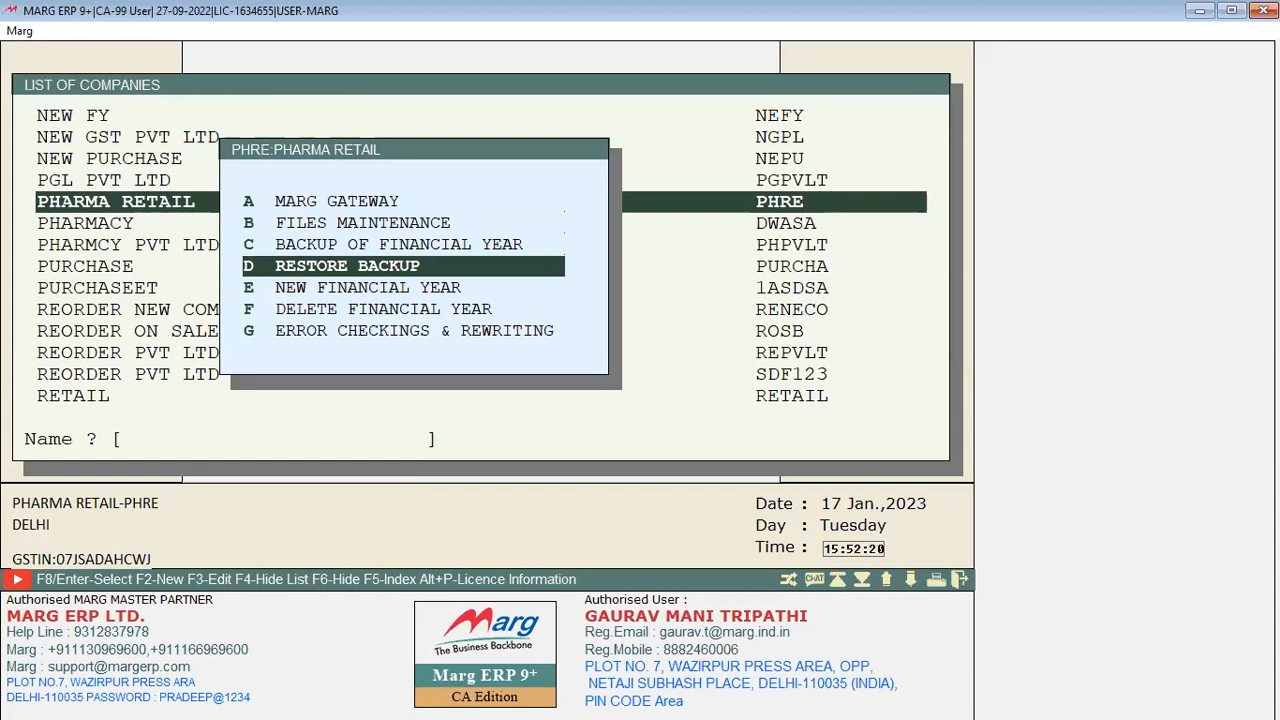 MARG ERP 9+|CA-99 User| 27-09-2022|LIC-1634655|USER-MARG
Marg
LIST OF COMPANIES
NEW FY NEFY
NEW GST PVT LTD NGPL
NEW PURCHASE NEPU
PGL PVT LTD PGPVLT
PHARMA RETAIL PHRE
PHARMACY DWASA
PHARMCY PVT LTD PHPVLT
PURCHASE PURCHA
PURCHASEET 1ASDSA
REORDER NEW COM RENECO
REORDER ON SALE ROSB
REORDER PVT LTD REPVLT
REORDER PVT LTD SDF123
RETAIL RETAIL
PHRE:PHARMA RETAIL
A MARG GATEWAY
B FILES MAINTENANCE
C BACKUP OF FINANCIAL YEAR
D RESTORE BACKUP
E NEW FINANCIAL YEAR
F DELETE FINANCIAL YEAR
G ERROR CHECKINGS & REWRITING
Name ? [ ]
PHARMA RETAIL-PHRE
DELHI
GSTIN:07JSADAHCWJ
Date : 17 Jan.,2023
Day : Tuesday
Time : 15:52:20
F8/Enter-Select F2-New F3-Edit F4-Hide List F6-Hide F5-Index Alt+P-Licence Information
CHAT
Authorised MARG MASTER PARTNER
MARG ERP LTD.
Help Line : 9312837978
Marg : +911130969600,+911166969600
Marg : support@margerp.com
PLOT NO. 7, WAZIRPUR PRESS ARA
DELHI-110035 PASSWORD : PRADEEP@1234
Marg
The Business Backbone
Marg ERP 9+
CA Edition
Authorised User :
GAURAV MANI TRIPATHI
Reg.Email : gaurav.t@marg.ind.in
Reg.Mobile : 8882460006
PLOT NO. 7, WAZIRPUR PRESS AREA, OPP,
NETAJI SUBHASH PLACE, DELHI-110035 (INDIA),
PIN CODE Area